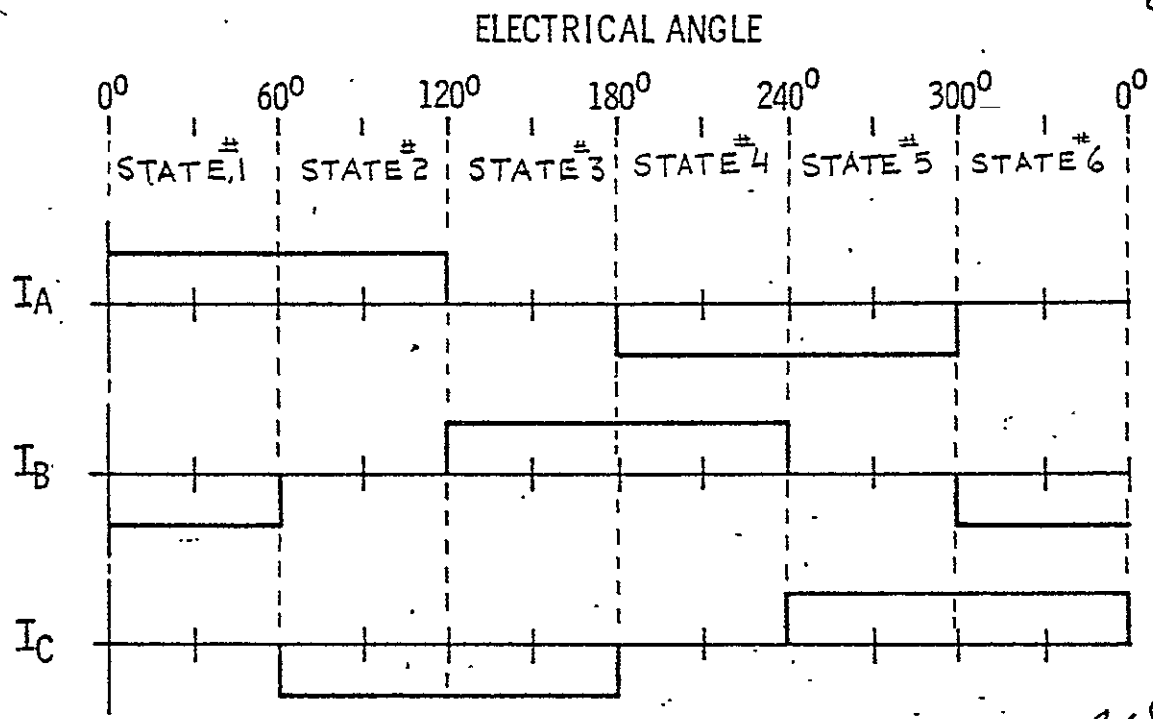 ELECTRICAL ANGLE
0° 60° 120° 180° 240° 300° 0°
STATE #1 STATE #2 STATE #3 STATE #4 STATE #5 STATE #6
IA
IB
IC